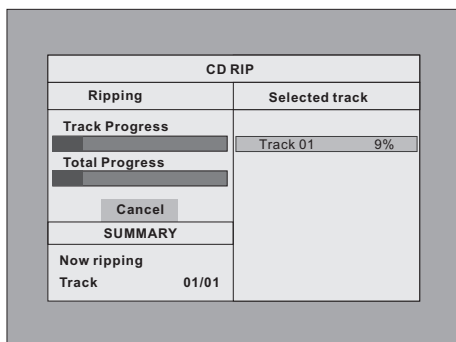 CD RIP
Ripping
Selected track
Track Progress
Track 01 9%
Total Progress
Cancel
SUMMARY
Now ripping
Track 01/01